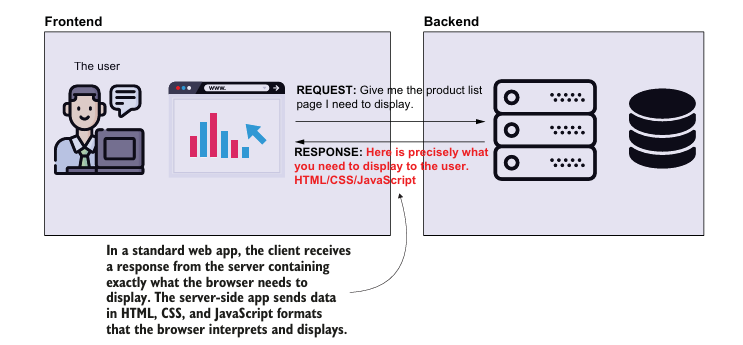 Frontend
Backend
The user
www.
REQUEST: Give me the product list
page I need to display.
RESPONSE: Here is precisely what
you need to display to the user.
HTML/CSS/JavaScript
In a standard web app, the client receives
a response from the server containing
exactly what the browser needs to
display. The server-side app sends data
in HTML, CSS, and JavaScript formats
that the browser interprets and displays.